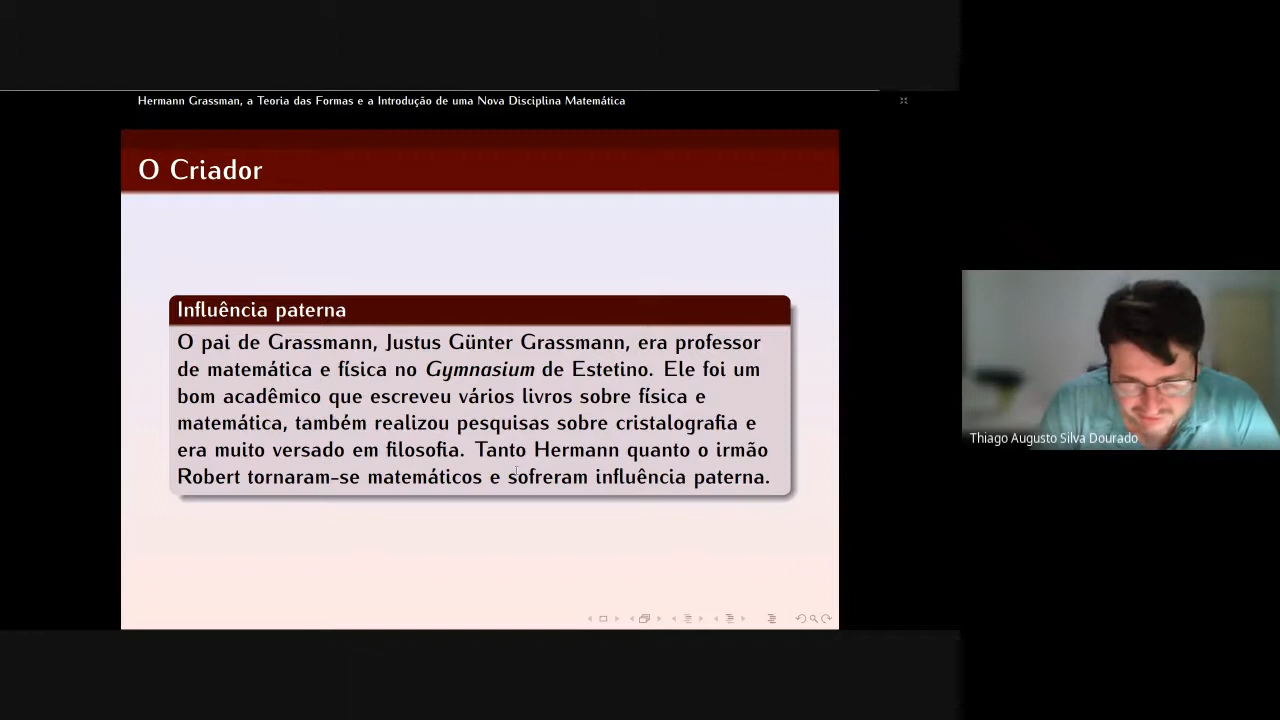 Hermann Grassman, a Teoria das Formas e a Introdução de uma Nova Disciplina Matemática
O Criador
Influência paterna
O pai de Grassmann, Justus Günter Grassmann, era professor
de matemática e física no Gymnasium de Estetino. Ele foi um
bom acadêmico que escreveu vários livros sobre física e
matemática, também realizou pesquisas sobre cristalografia e
era muito versado em filosofia. Tanto Hermann quanto o irmão
Robert tornaram-se matemáticos e sofreram influência paterna.
Thiago Augusto Silva Dourado